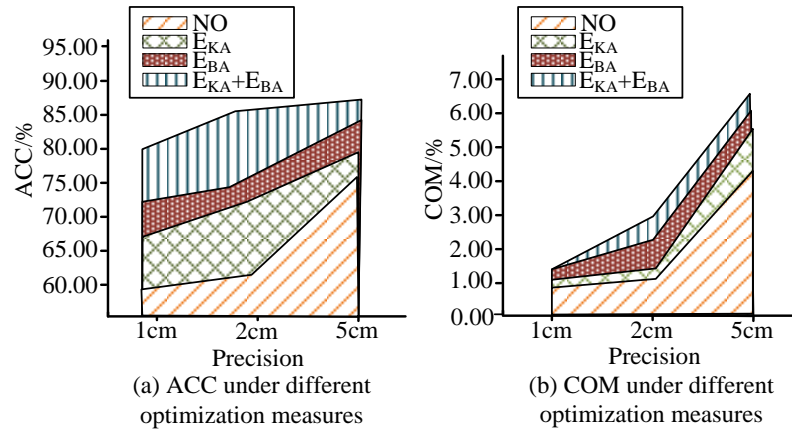 NO
E_KA
E_BA
E_KA+E_BA
95.00
90.00
85.00
80.00
75.00
70.00
65.00
60.00
ACC/%
1cm 2cm 5cm
Precision
(a) ACC under different
optimization measures
NO
E_KA
E_BA
E_KA+E_BA
7.00
6.00
5.00
4.00
3.00
2.00
1.00
0.00
COM/%
1cm 2cm 5cm
Precision
(b) COM under different
optimization measures